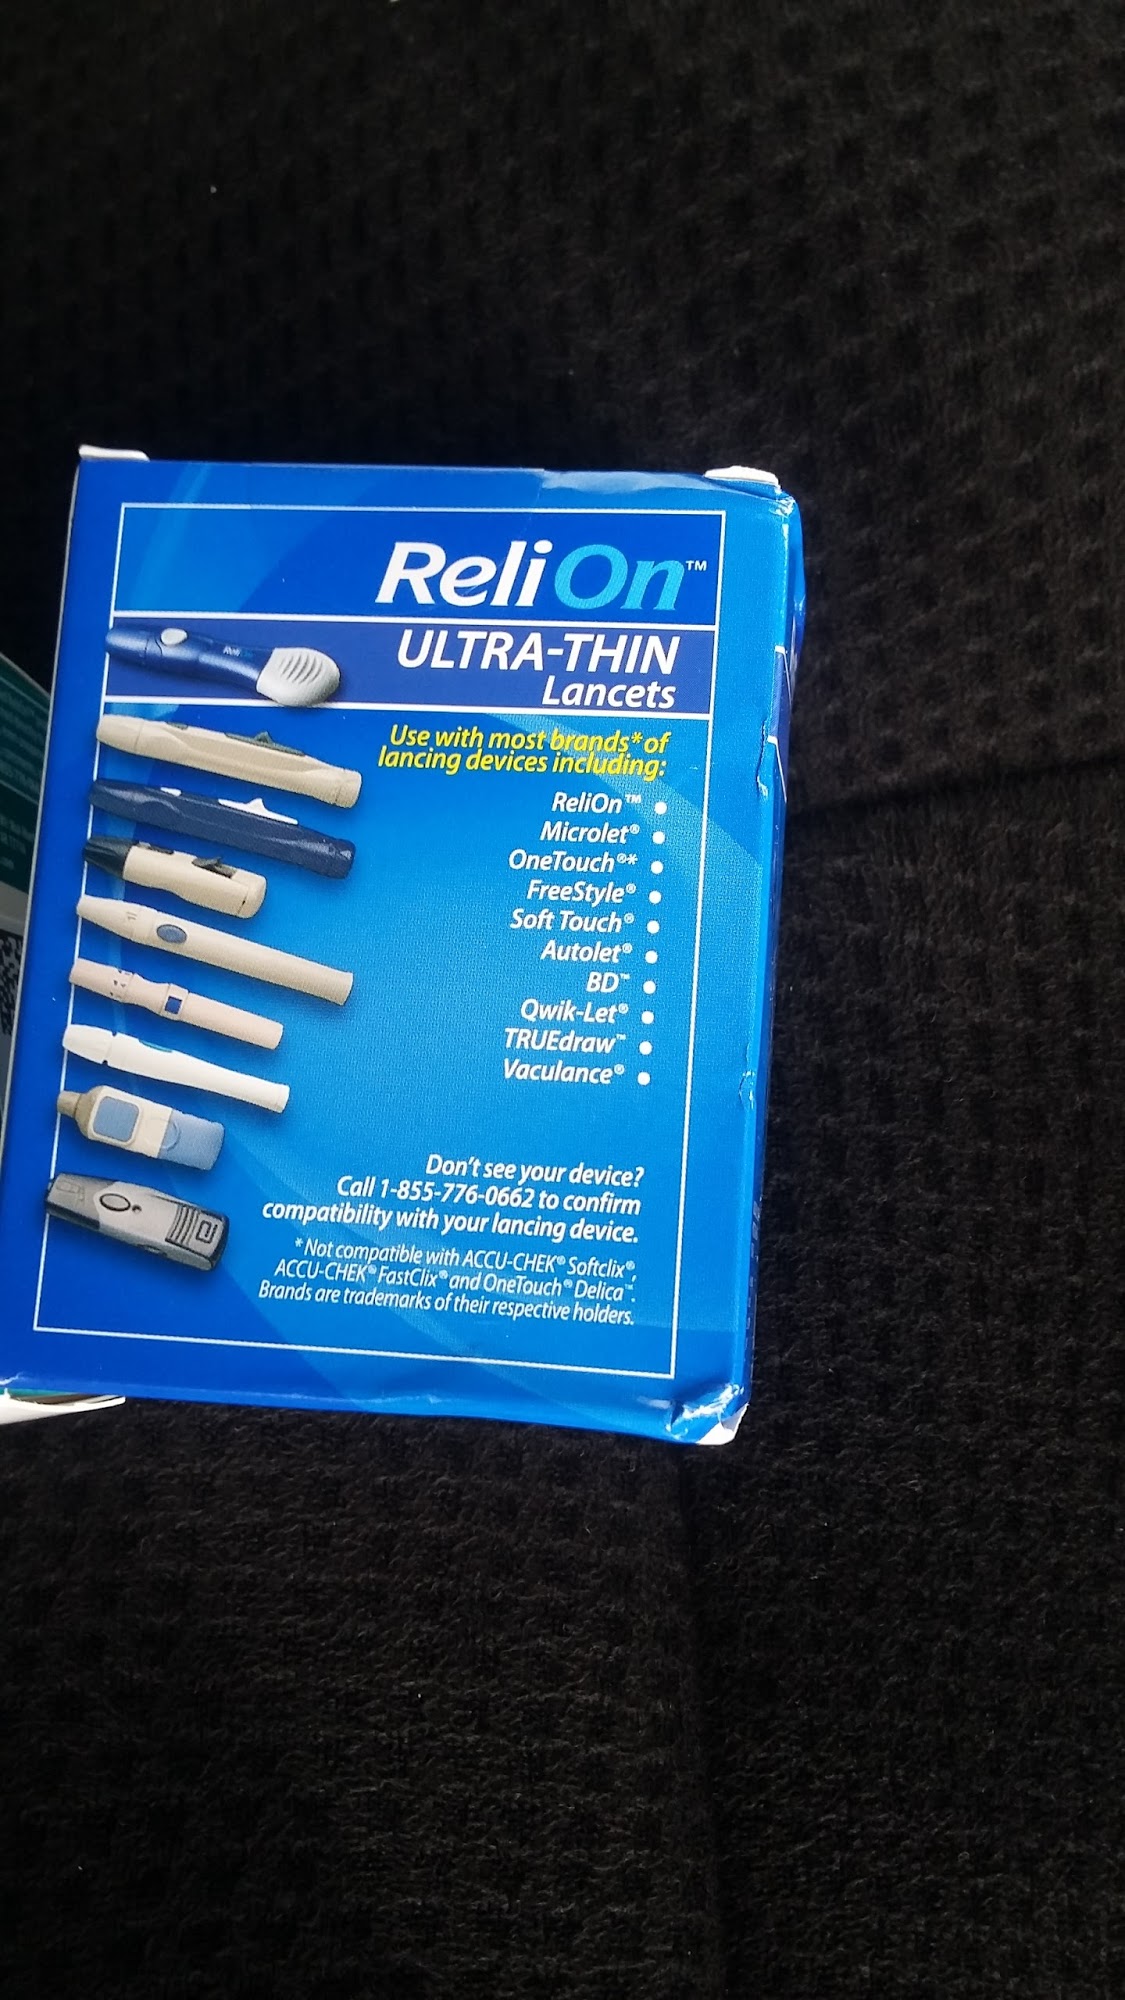 ReliOn™
ULTRA-THIN
Lancets
Use with most brands* of
lancing devices including:
ReliOn™ •
Microlet® •
OneTouch®* •
FreeStyle® •
Soft Touch® •
Autolet® •
BD™ •
Qwik-Let® •
TRUEdraw™ •
Vaculance® •
Don't see your device?
Call 1-855-776-0662 to confirm
compatibility with your lancing device.
*Not compatible with ACCU-CHEK® Softclix®,
ACCU-CHEK® FastClix® and OneTouch® Delica™.
Brands are trademarks of their respective holders.